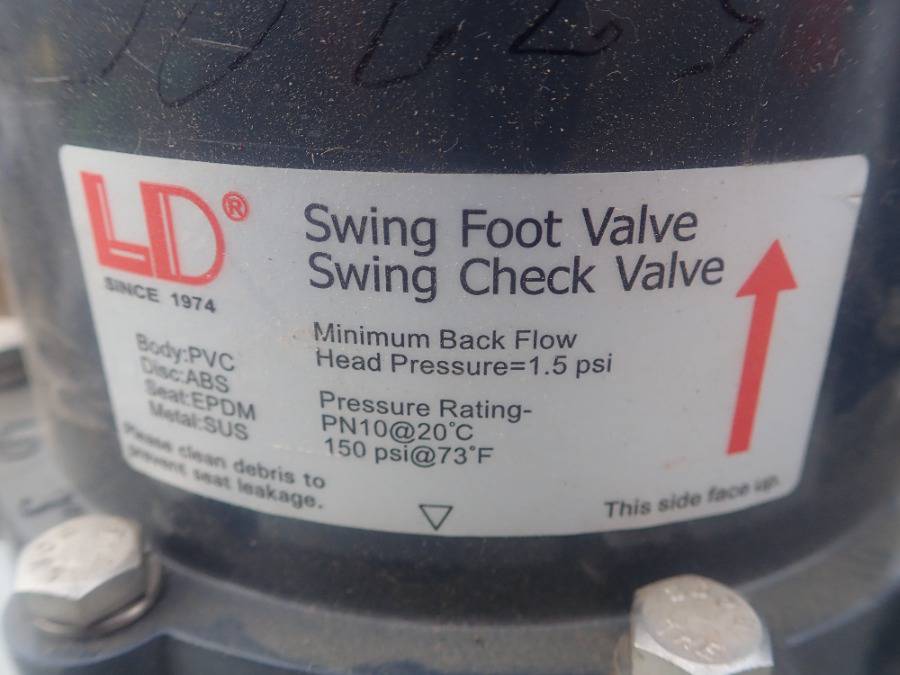 LD®
SINCE 1974
Swing Foot Valve
Swing Check Valve
Minimum Back Flow
Head Pressure=1.5 psi
Body:PVC
Disc:ABS
Seat:EPDM
Metal:SUS
Pressure Rating-
PN10@20°C
150 psi@73°F
Please clean debris to
prevent seat leakage.
This side face up.